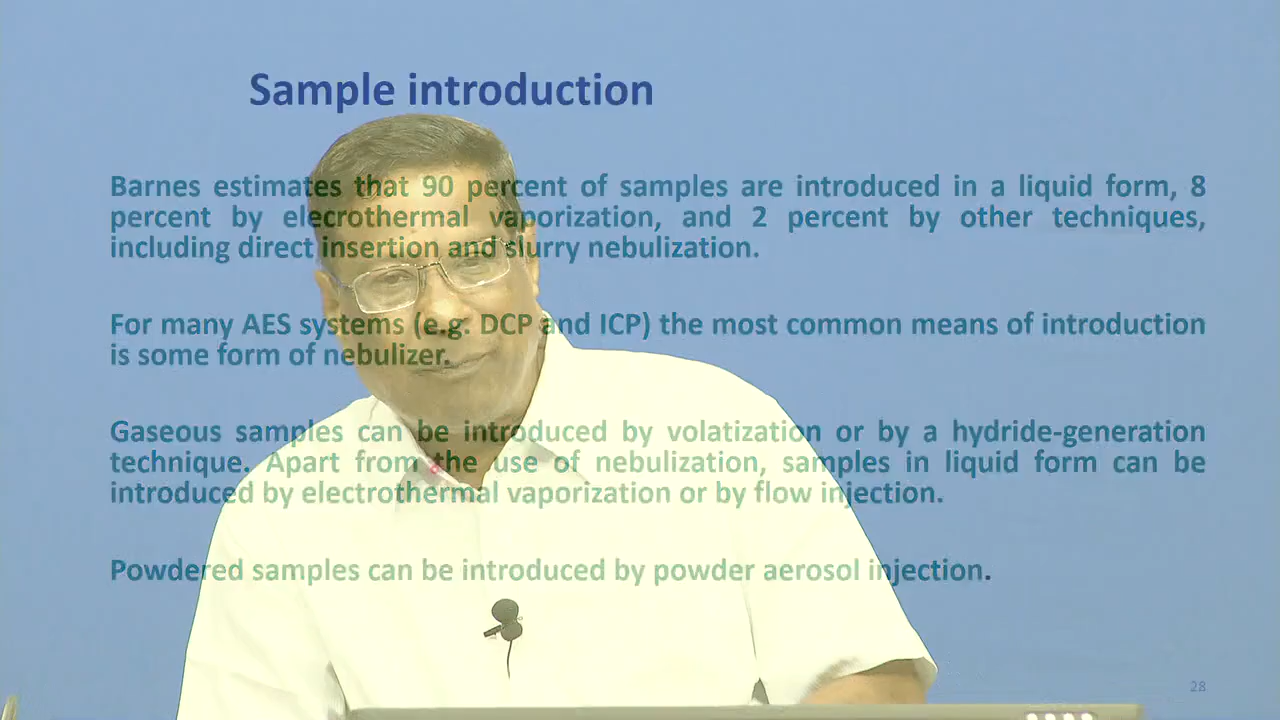 Sample introduction
Barnes estimates that 90 percent of samples are introduced in a liquid form, 8
percent by elecrothermal vaporization, and 2 percent by other techniques,
including direct insertion and slurry nebulization.
For many AES systems (e.g. DCP and ICP) the most common means of introduction
is some form of nebulizer.
Gaseous samples can be introduced by volatization or by a hydride-generation
technique. Apart from the use of nebulization, samples in liquid form can be
introduced by electrothermal vaporization or by flow injection.
Powdered samples can be introduced by powder aerosol injection.
28